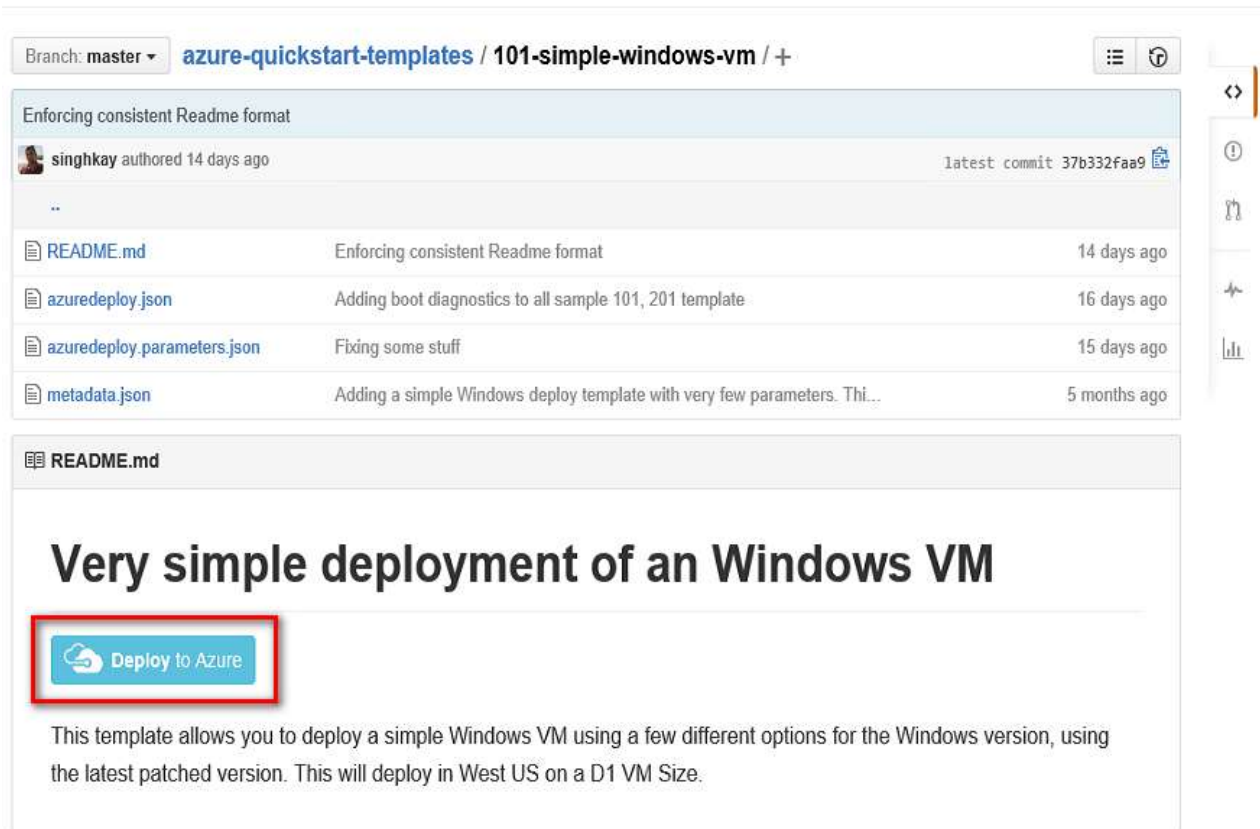 Branch: master
azure-quickstart-templates / 101-simple-windows-vm / +
Enforcing consistent Readme format
singhkay authored 14 days ago
latest commit 37b332faa9
..
README.md Enforcing consistent Readme format 14 days ago
azuredeploy.json Adding boot diagnostics to all sample 101, 201 template 16 days ago
azuredeploy.parameters.json Fixing some stuff 15 days ago
metadata.json Adding a simple Windows deploy template with very few parameters. Thi... 5 months ago
README.md
Very simple deployment of an Windows VM
Deploy to Azure
This template allows you to deploy a simple Windows VM using a few different options for the Windows version, using
the latest patched version. This will deploy in West US on a D1 VM Size.